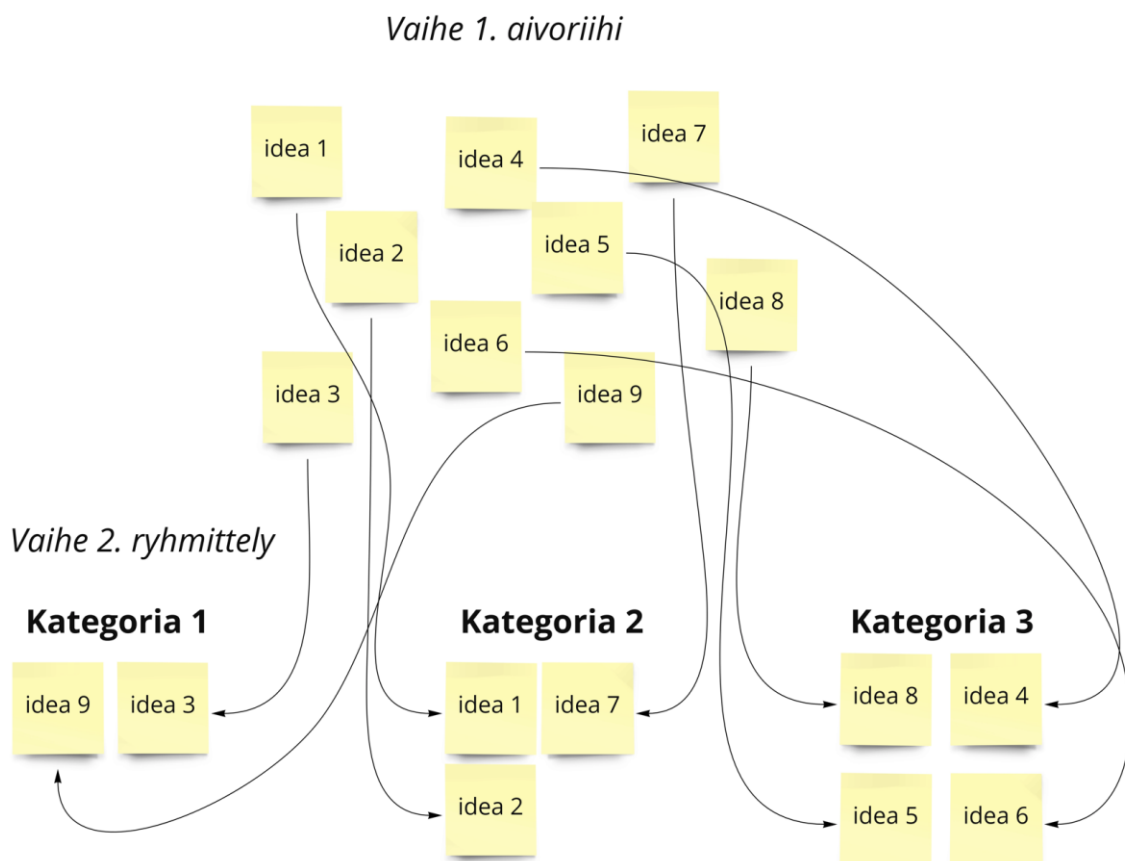 Vaihe 1. aivoriihi
idea 1
idea 4
idea 7
idea 2
idea 5
idea 8
idea 6
idea 3
idea 9
Vaihe 2. ryhmittely
Kategoria 1
Kategoria 2
Kategoria 3
idea 9
idea 3
idea 1
idea 7
idea 2
idea 8
idea 4
idea 5
idea 6